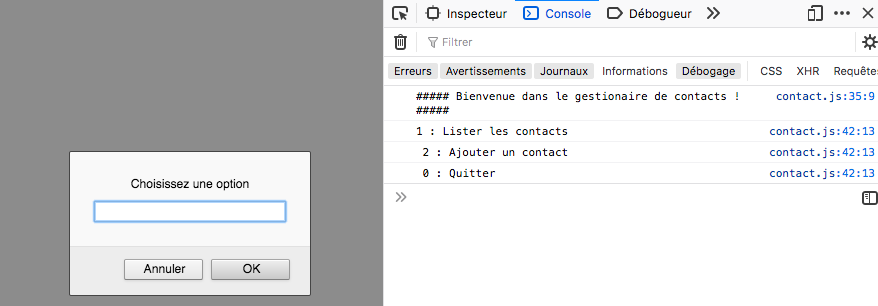 Inspecteur Console Débogueur
Filtrer
Erreurs Avertissements Journaux Informations Débogage CSS XHR Requêtes
##### Bienvenue dans le gestionaire de contacts ! contact.js:35:9
#####
1 : Lister les contacts contact.js:42:13
2 : Ajouter un contact contact.js:42:13
0 : Quitter contact.js:42:13
Choisissez une option
Annuler OK